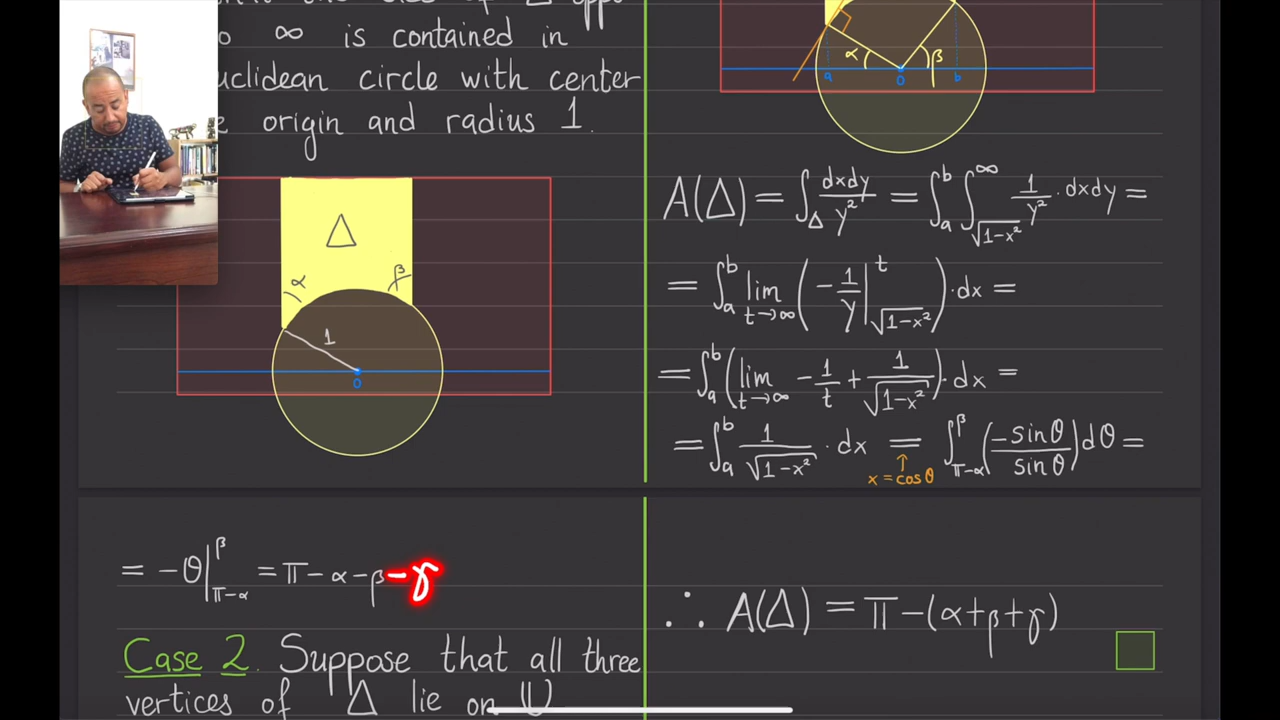 ∞ is contained in
uclidean circle with center
origin and radius 1.
Δ
α β
1
0
α β
a 0 b
A(Δ) = ∫_Δ dxdy/y² = ∫_a^b ∫_{√(1-x²)}^∞ 1/y² · dxdy =
= ∫_a^b lim_{t→∞} (-1/y |_{√(1-x²)}^t) · dx =
= ∫_a^b (lim_{t→∞} -1/t + 1/√(1-x²)) · dx =
= ∫_a^b 1/√(1-x²) · dx = ∫_{π-α}^β (-sinθ/sinθ) dθ =
↑
x = cosθ
= -θ|_{π-α}^β = π-α-β-γ
Case 2. Suppose that all three
vertices of Δ lie on U
∴ A(Δ) = π-(α+β+γ)